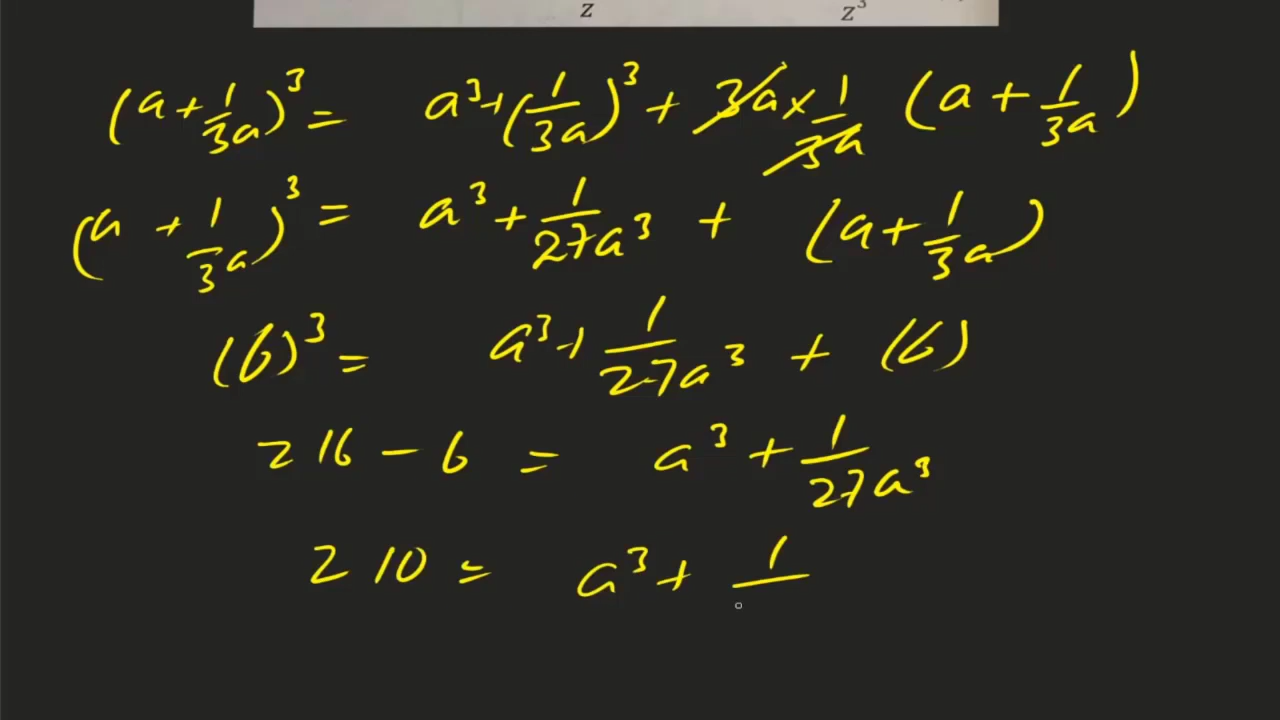 z z³
(a + 1/3a)³ = a³ + (1/3a)³ + 3a × 1/3a (a + 1/3a)
(a + 1/3a)³ = a³ + 1/27a³ + (a + 1/3a)
(6)³ = a³ + 1/27a³ + (6)
216 - 6 = a³ + 1/27a³
210 = a³ + 1/